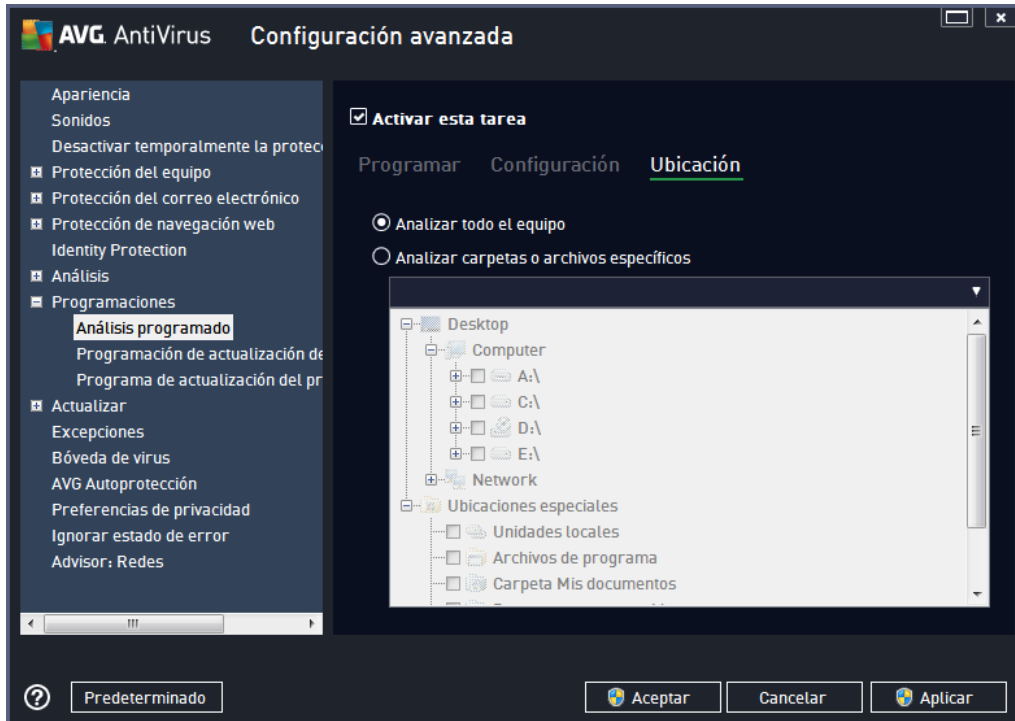 AVG. AntiVirus Configuración avanzada
Apariencia
Sonidos
Desactivar temporalmente la protec
Protección del equipo
Protección del correo electrónico
Protección de navegación web
Identity Protection
Análisis
Programaciones
Análisis programado
Programación de actualización de
Programa de actualización del pr
Actualizar
Excepciones
Bóveda de virus
AVG Autoprotección
Preferencias de privacidad
Ignorar estado de error
Advisor: Redes
Activar esta tarea
Programar Configuración Ubicación
Analizar todo el equipo
Analizar carpetas o archivos específicos
Desktop
Computer
A:\
C:\
D:\
E:\
Network
Ubicaciones especiales
Unidades locales
Archivos de programa
Carpeta Mis documentos
Predeterminado Aceptar Cancelar Aplicar